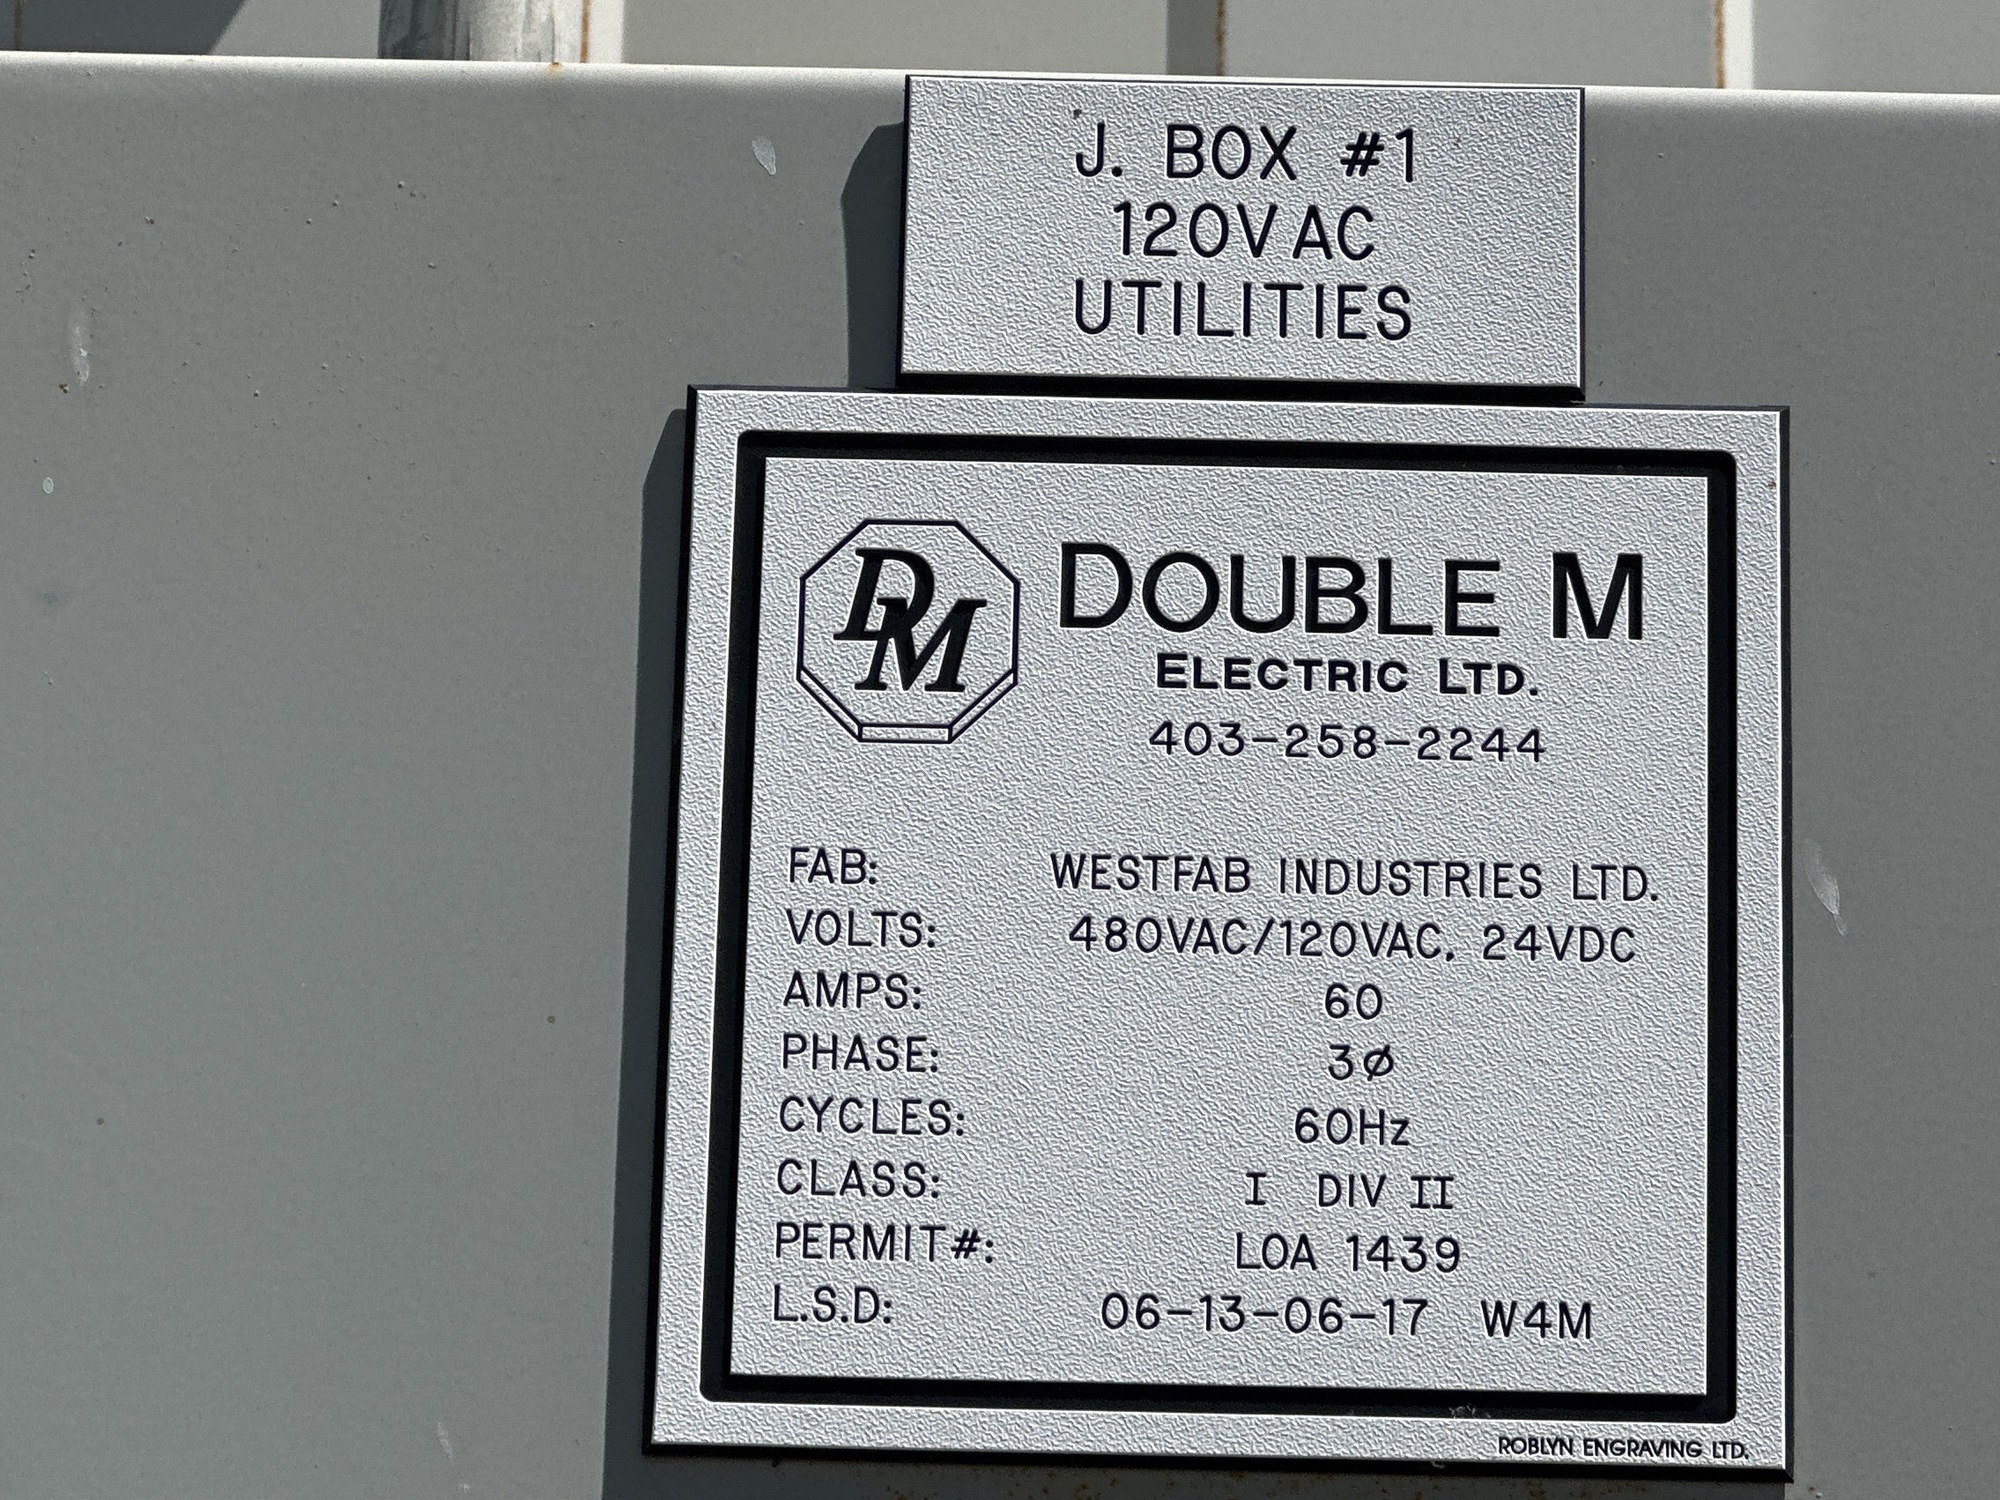 J. BOX #1
120VAC
UTILITIES
DM
DOUBLE M
ELECTRIC LTD.
403-258-2244
FAB: WESTFAB INDUSTRIES LTD.
VOLTS: 480VAC/120VAC, 24VDC
AMPS: 60
PHASE: 3Ø
CYCLES: 60Hz
CLASS: I DIV II
PERMIT#: LOA 1439
L.S.D: 06-13-06-17 W4M
ROBLYN ENGRAVING LTD.